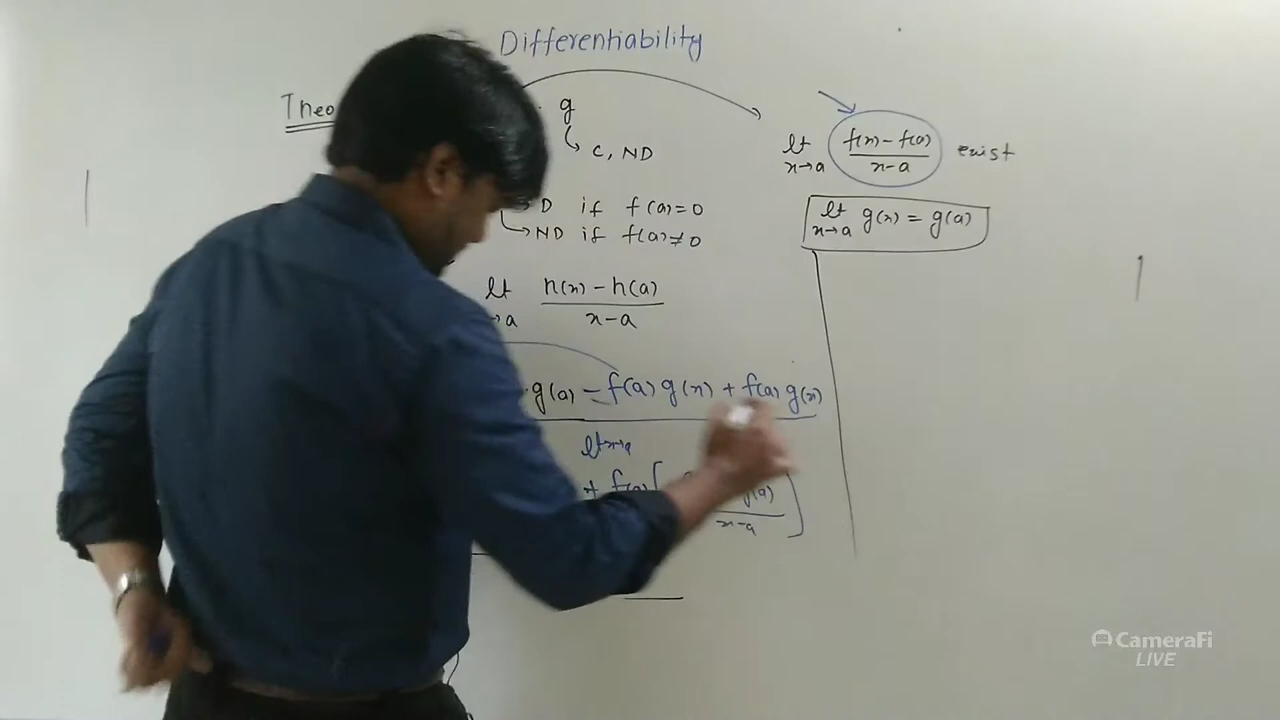 Differentiability
Theo
g
C, ND
D if f(a)=0
ND if f(a)≠0
lt h(x) - h(a)
→a x-a
g(a) - f(a) g(x) + f(a) g(x)
lt x→a
+ f(a) [ g(a)
x-a ]
lt f(x) - f(a) exist
x→a x-a
lt g(x) = g(a)
x→a
CameraFi
LIVE